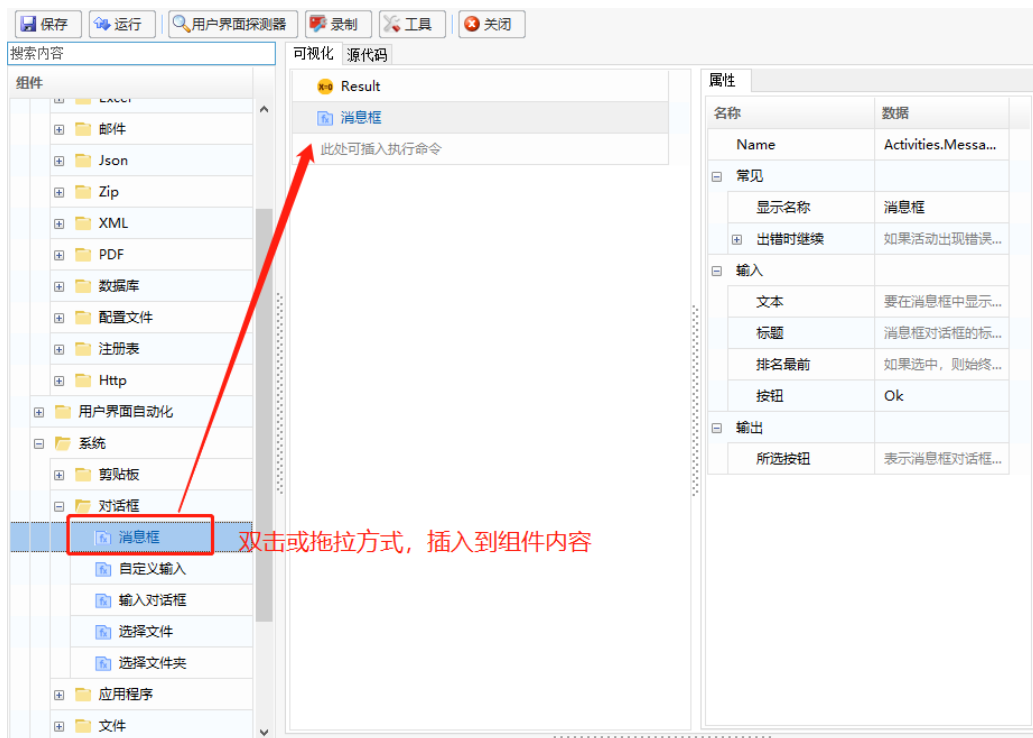 保存 运行 用户界面探测器 录制 工具 关闭
搜索内容
组件
Excel
邮件
Json
Zip
XML
PDF
数据库
配置文件
注册表
Http
用户界面自动化
系统
剪贴板
对话框
消息框
自定义输入
输入对话框
选择文件
选择文件夹
应用程序
文件
可视化 源代码
Result
消息框
此处可插入执行命令
双击或拖拉方式，插入到组件内容
属性
名称 数据
Name Activities.Messa...
常见
显示名称 消息框
出错时继续 如果活动出现错误...
输入
文本 要在消息框中显示...
标题 消息框对话框的标...
排名最前 如果选中，则始终...
按钮 Ok
输出
所选按钮 表示消息框对话框...